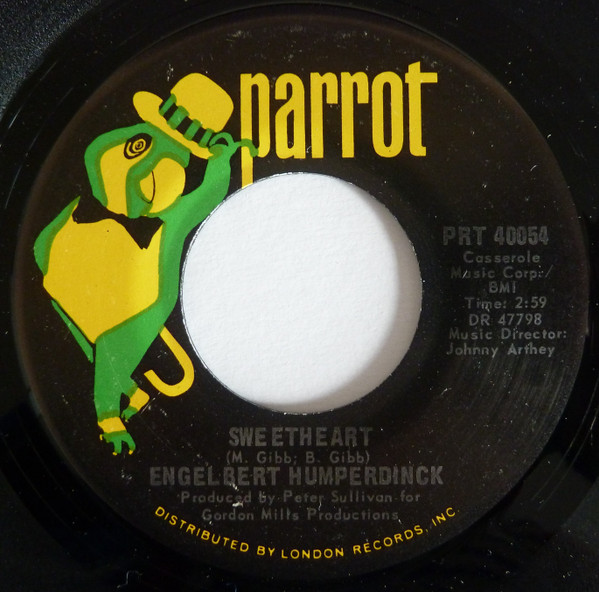 parrot
PRT 40054
Casserole
Music Corp./
BMI
Time: 2:59
DR 47798
Music Director:
Johnny Arthey
SWEETHEART
(M. Gibb; B. Gibb)
ENGELBERT HUMPERDINCK
Produced by Peter Sullivan for
Gordon Mills Productions
DISTRIBUTED BY LONDON RECORDS, INC.